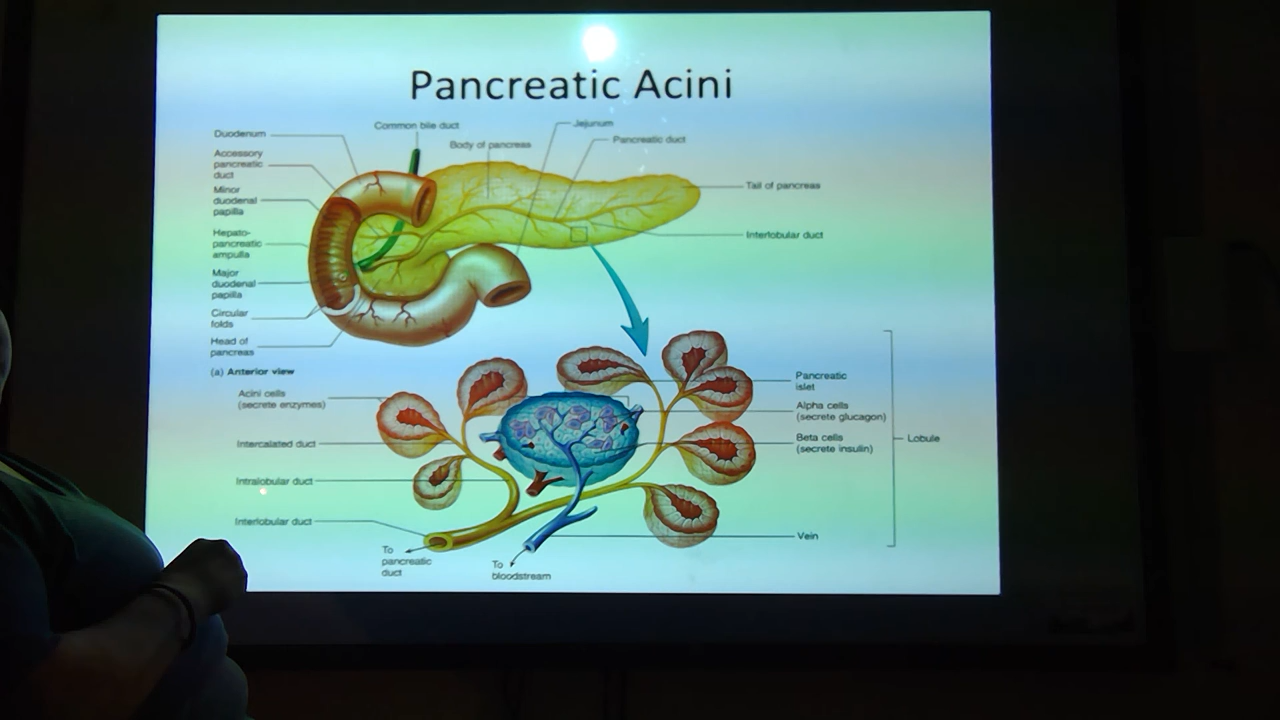 Pancreatic Acini
Common bile duct
Jejunum
Duodenum
Body of pancreas
Pancreatic duct
Accessory
pancreatic
duct
Tail of pancreas
Minor
duodenal
papilla
Hepato-
pancreatic
ampulla
Interlobular duct
Major
duodenal
papilla
Circular
folds
Head of
pancreas
(a) Anterior view
Acini cells
(secrete enzymes)
Pancreatic
islet
Alpha cells
(secrete glucagon)
Intercalated duct
Beta cells
(secrete insulin)
Lobule
Intralobular duct
Interlobular duct
Vein
To
pancreatic
duct
To
bloodstream